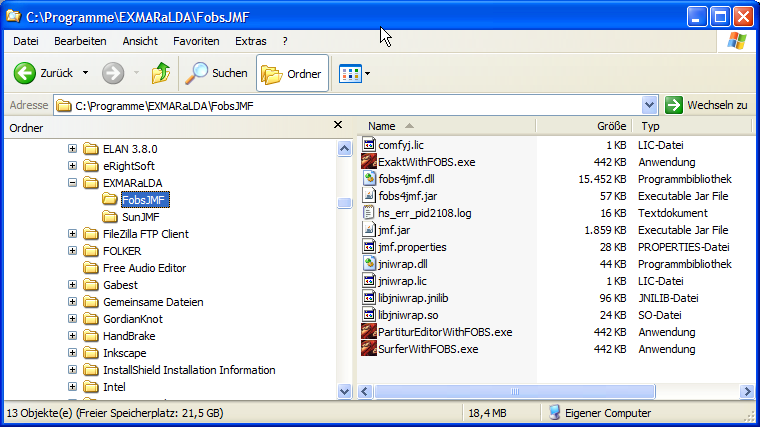 C:\Programme\EXMARaLDA\FobsJMF
Datei Bearbeiten Ansicht Favoriten Extras ?
Zurück Suchen Ordner
Adresse C:\Programme\EXMARaLDA\FobsJMF Wechseln zu
Ordner
ELAN 3.8.0
eRightSoft
EXMARaLDA
FobsJMF
SunJMF
FileZilla FTP Client
FOLKER
Free Audio Editor
Gabest
Gemeinsame Dateien
GordianKnot
HandBrake
Inkscape
InstallShield Installation Information
Intel
Name Größe Typ
comfyj.lic 1 KB LIC-Datei
ExaktWithFOBS.exe 442 KB Anwendung
fobs4jmf.dll 15.452 KB Programmbibliothek
fobs4jmf.jar 57 KB Executable Jar File
hs_err_pid2108.log 16 KB Textdokument
jmf.jar 1.859 KB Executable Jar File
jmf.properties 28 KB PROPERTIES-Datei
jniwrap.dll 44 KB Programmbibliothek
jniwrap.lic 1 KB LIC-Datei
libjniwrap.jnilib 96 KB JNILIB-Datei
libjniwrap.so 24 KB SO-Datei
PartiturEditorWithFOBS.exe 442 KB Anwendung
SurferWithFOBS.exe 442 KB Anwendung
13 Objekte(e) (Freier Speicherplatz: 21,5 GB) 18,4 MB Eigener Computer